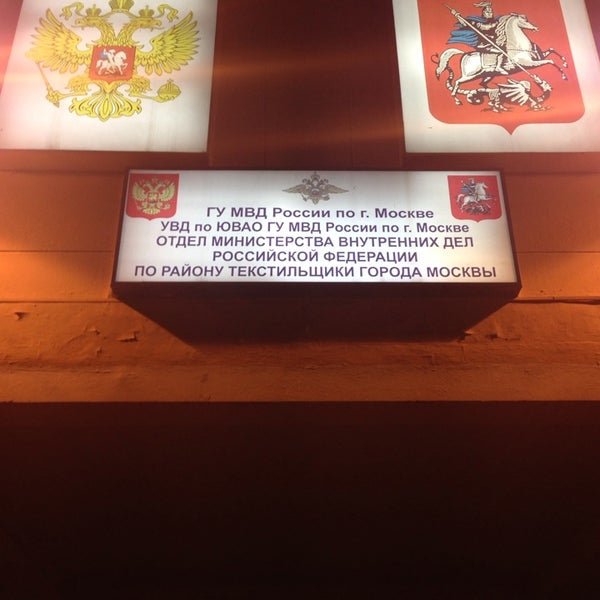 ГУ МВД России по г. Москве
УВД по ЮВАО ГУ МВД России по г. Москве
ОТДЕЛ МИНИСТЕРСТВА ВНУТРЕННИХ ДЕЛ
РОССИЙСКОЙ ФЕДЕРАЦИИ
ПО РАЙОНУ ТЕКСТИЛЬЩИКИ ГОРОДА МОСКВЫ